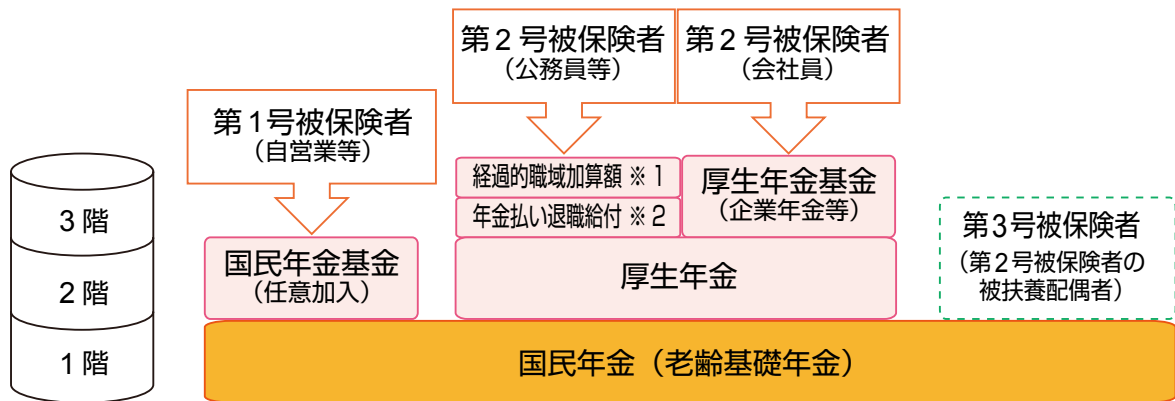 第2号被保険者
（公務員等）
第2号被保険者
（会社員）
第1号被保険者
（自営業等）
経過的職域加算額 ※1
年金払い退職給付 ※2
厚生年金基金
（企業年金等）
3階
2階
1階
国民年金基金
（任意加入）
厚生年金
第3号被保険者
（第2号被保険者の
被扶養配偶者）
国民年金（老齢基礎年金）